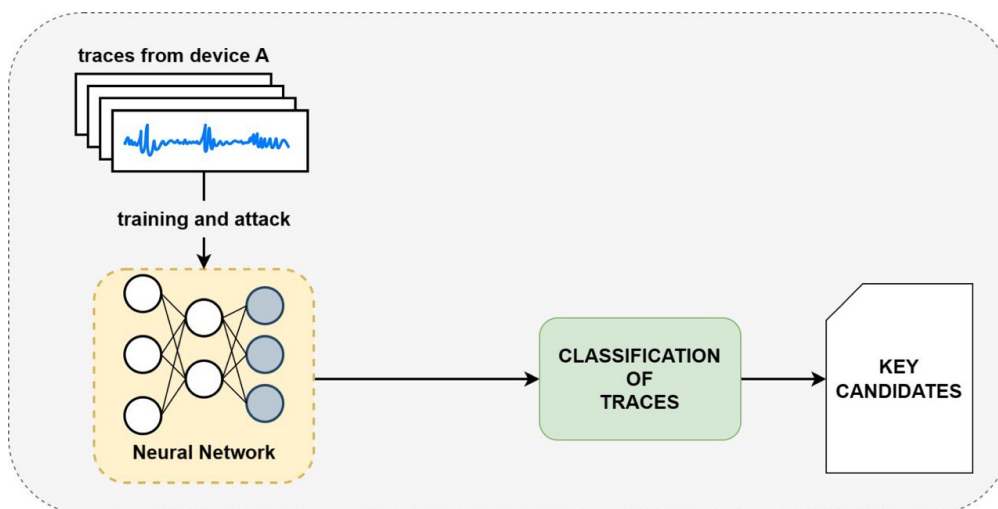 traces from device A
training and attack
Neural Network
CLASSIFICATION
OF
TRACES
KEY
CANDIDATES